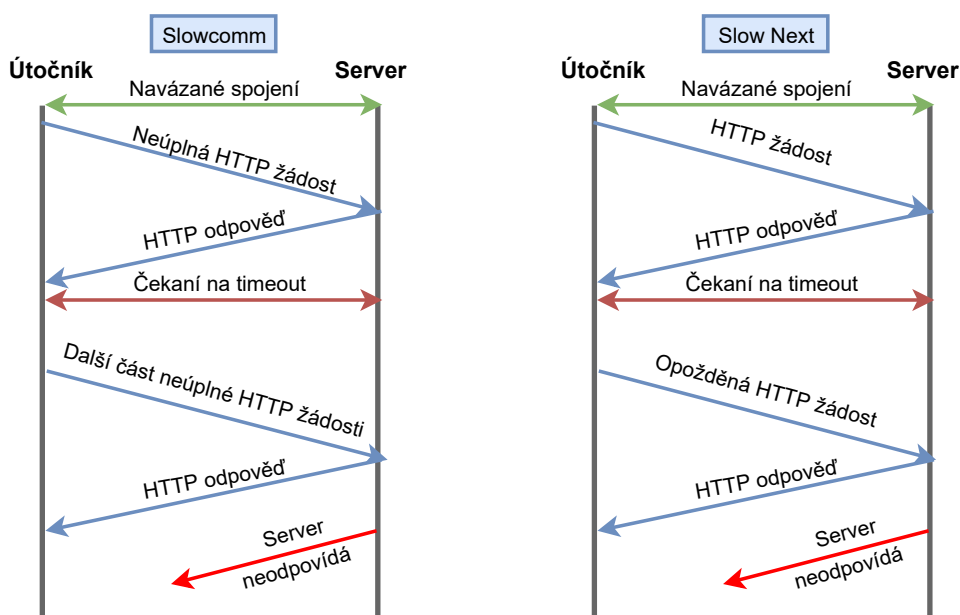 Slowcomm
Útočník
Server
Navázané spojení
Neúplná HTTP žádost
HTTP odpověď
Čekaní na timeout
Další část neúplné HTTP žádosti
HTTP odpověď
Server
neodpovídá
Slow Next
Útočník
Server
Navázané spojení
HTTP žádost
HTTP odpověď
Čekaní na timeout
Opožděná HTTP žádost
HTTP odpověď
Server
neodpovídá